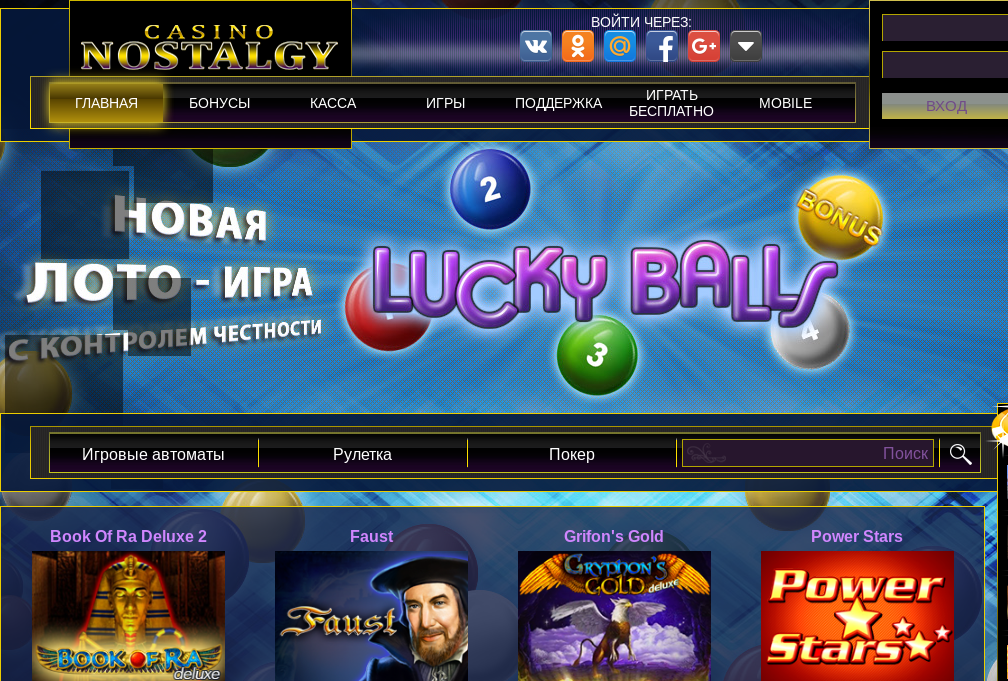 CASINO
NOSTALGY
ВОЙТИ ЧЕРЕЗ:
ГЛАВНАЯ
БОНУСЫ
КАССА
ИГРЫ
ПОДДЕРЖКА
ИГРАТЬ
БЕСПЛАТНО
MOBILE
ВХОД
НОВАЯ
ЛОТО - ИГРА
С КОНТРОЛЕМ ЧЕСТНОСТИ
2
BONUS
LUCKY BALLS
4
3
Игровые автоматы
Рулетка
Покер
Поиск
Book Of Ra Deluxe 2
Faust
Grifon's Gold
Power Stars
BOOK OF RA
deluxe
Faust
GRYPHON'S
GOLD deluxe
Power
Stars